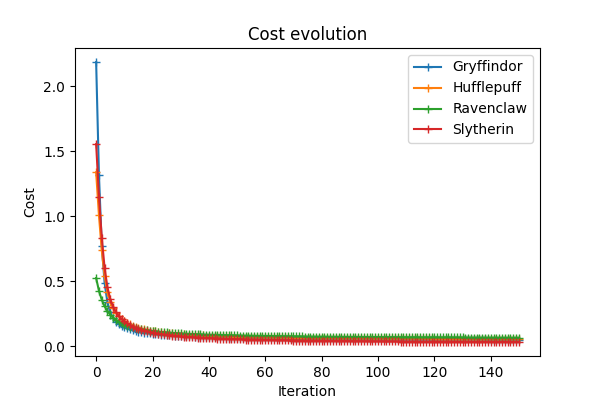 Cost evolution
Gryffindor
Hufflepuff
Ravenclaw
Slytherin
2.0
1.5
1.0
0.5
0.0
Cost
0 20 40 60 80 100 120 140
Iteration